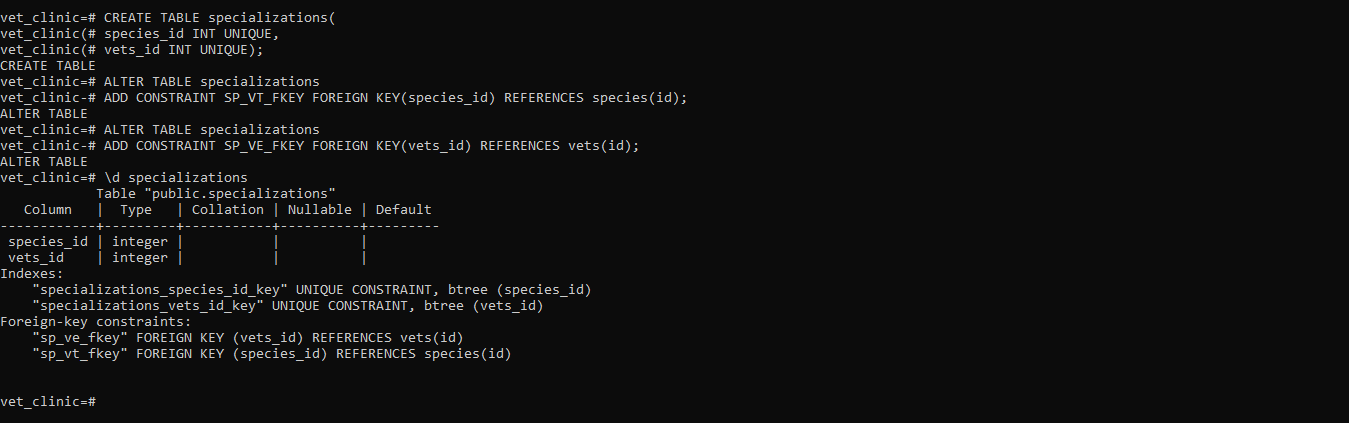 vet_clinic=# CREATE TABLE specializations(
vet_clinic(# species_id INT UNIQUE,
vet_clinic(# vets_id INT UNIQUE);
CREATE TABLE
vet_clinic=# ALTER TABLE specializations
vet_clinic-# ADD CONSTRAINT SP_VT_FKEY FOREIGN KEY(species_id) REFERENCES species(id);
ALTER TABLE
vet_clinic=# ALTER TABLE specializations
vet_clinic-# ADD CONSTRAINT SP_VE_FKEY FOREIGN KEY(vets_id) REFERENCES vets(id);
ALTER TABLE
vet_clinic=# \d specializations
            Table "public.specializations"
   Column   |  Type   | Collation | Nullable | Default
------------+---------+-----------+----------+---------
 species_id | integer |           |          |
 vets_id    | integer |           |          |
Indexes:
    "specializations_species_id_key" UNIQUE CONSTRAINT, btree (species_id)
    "specializations_vets_id_key" UNIQUE CONSTRAINT, btree (vets_id)
Foreign-key constraints:
    "sp_ve_fkey" FOREIGN KEY (vets_id) REFERENCES vets(id)
    "sp_vt_fkey" FOREIGN KEY (species_id) REFERENCES species(id)
vet_clinic=#